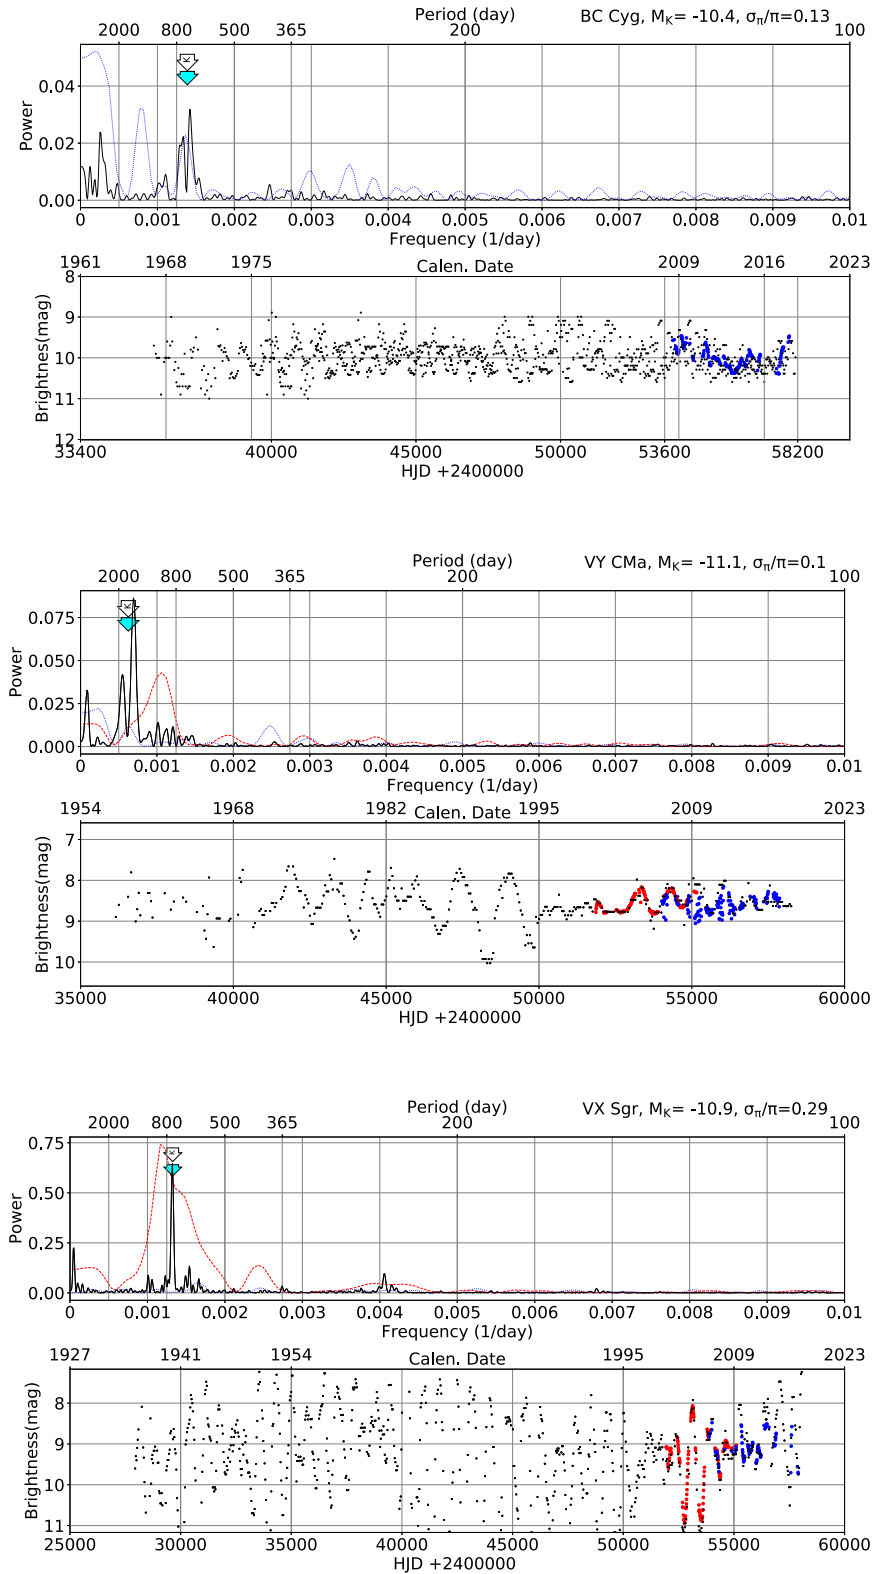 Period (day) BC Cyg, M_K= -10.4, σ_π/π=0.13
2000 800 500 365 200 100
K
0.04
0.02
0.00
Power
0 0.001 0.002 0.003 0.004 0.005 0.006 0.007 0.008 0.009 0.01
Frequency (1/day)
1961 1968 1975 Calen. Date 2009 2016 2023
8
9
10
11
12
Brightnes(mag)
33400 40000 45000 50000 53600 58200
HJD +2400000
Period (day) VY CMa, M_K= -11.1, σ_π/π=0.1
2000 800 500 365 200 100
K
0.075
0.050
0.025
0.000
Power
0 0.001 0.002 0.003 0.004 0.005 0.006 0.007 0.008 0.009 0.01
Frequency (1/day)
1954 1968 1982 Calen. Date 1995 2009 2023
7
8
9
10
Brightness(mag)
35000 40000 45000 50000 55000 60000
HJD +2400000
Period (day) VX Sgr, M_K= -10.9, σ_π/π=0.29
2000 800 500 365 200 100
K
0.75
0.50
0.25
0.00
Power
0 0.001 0.002 0.003 0.004 0.005 0.006 0.007 0.008 0.009 0.01
Frequency (1/day)
1927 1941 1954 Calen. Date 1995 2009 2023
8
9
10
11
Brightness(mag)
25000 30000 35000 40000 45000 50000 55000 60000
HJD +2400000